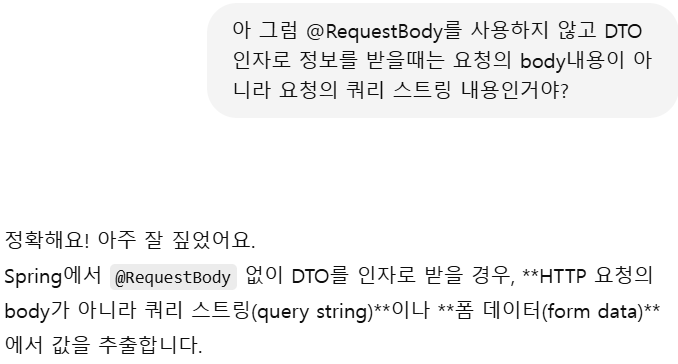 아 그럼 @RequestBody를 사용하지 않고 DTO
인자로 정보를 받을때는 요청의 body내용이 아
니라 요청의 쿼리 스트링 내용인거야?
정확해요! 아주 잘 짚었어요.
Spring에서 @RequestBody 없이 DTO를 인자로 받을 경우, **HTTP 요청의
body가 아니라 쿼리 스트링(query string)**이나 **폼 데이터(form data)**
에서 값을 추출합니다.